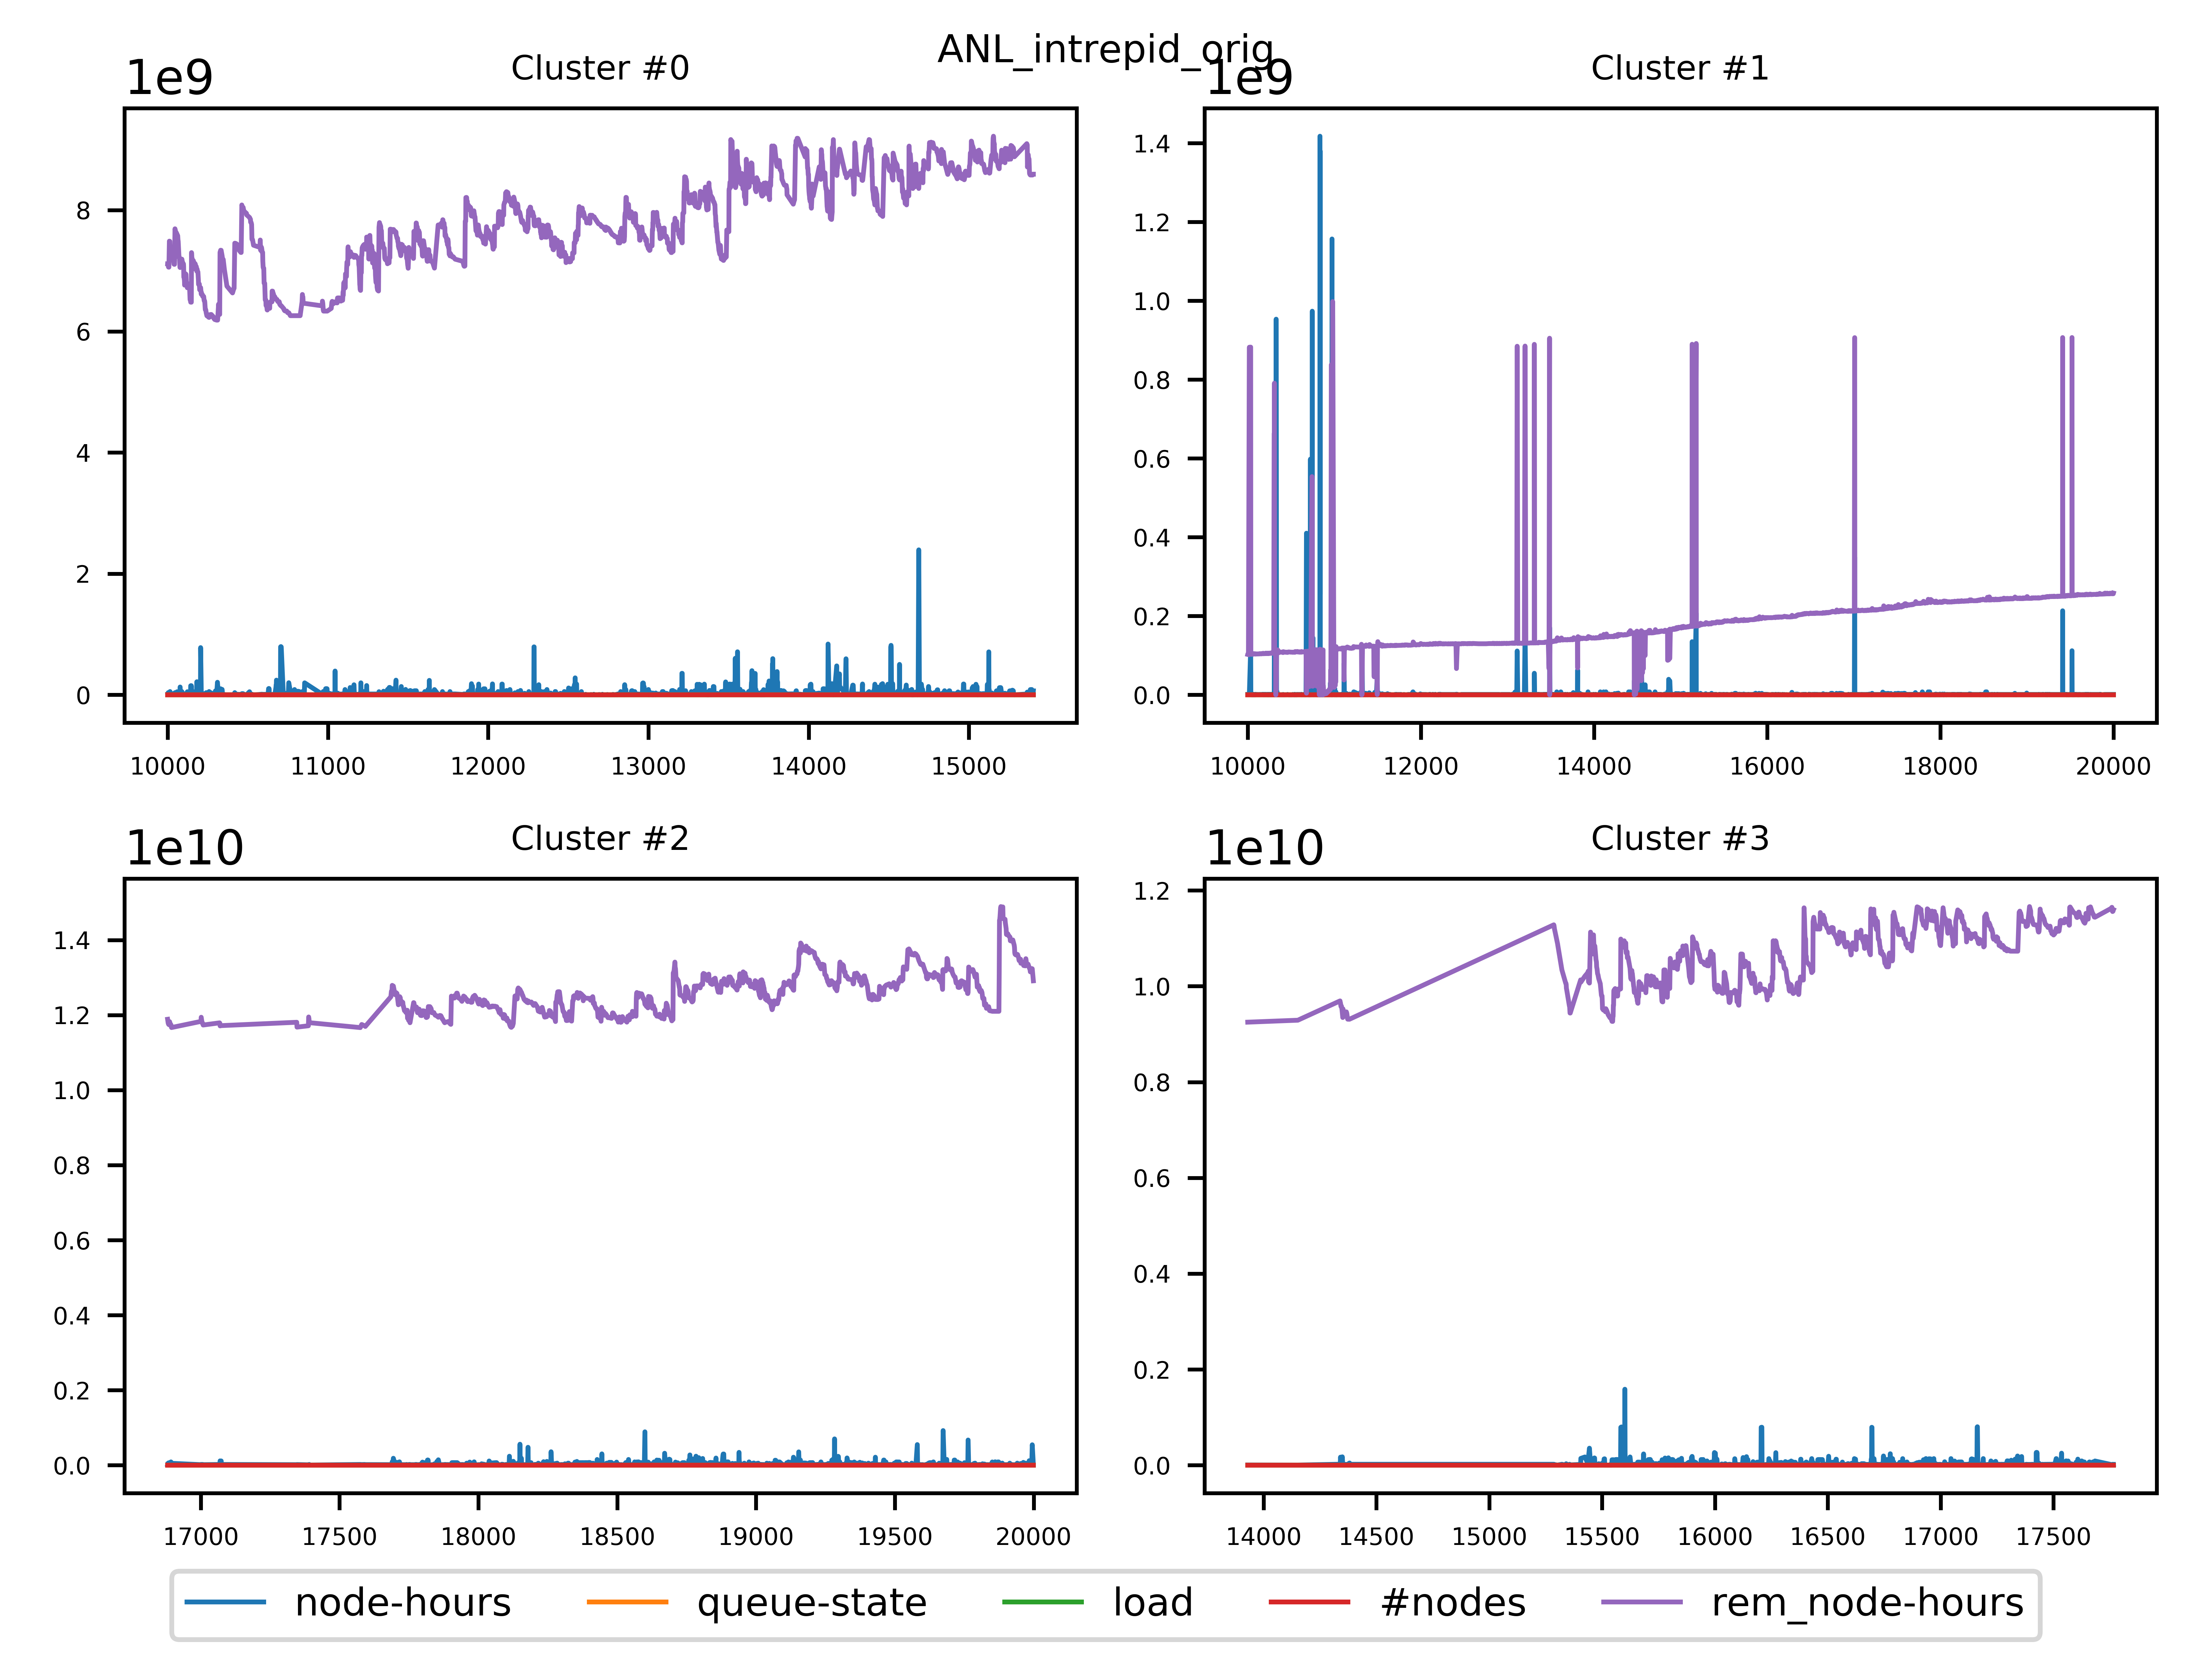 ANL_intrepid_orig
Cluster #0
1e9
8
6
4
2
0
10000 11000 12000 13000 14000 15000
Cluster #1
1e9
1.4
1.2
1.0
0.8
0.6
0.4
0.2
0.0
10000 12000 14000 16000 18000 20000
Cluster #2
1e10
1.4
1.2
1.0
0.8
0.6
0.4
0.2
0.0
17000 17500 18000 18500 19000 19500 20000
Cluster #3
1e10
1.2
1.0
0.8
0.6
0.4
0.2
0.0
14000 14500 15000 15500 16000 16500 17000 17500
node-hours queue-state load #nodes rem_node-hours